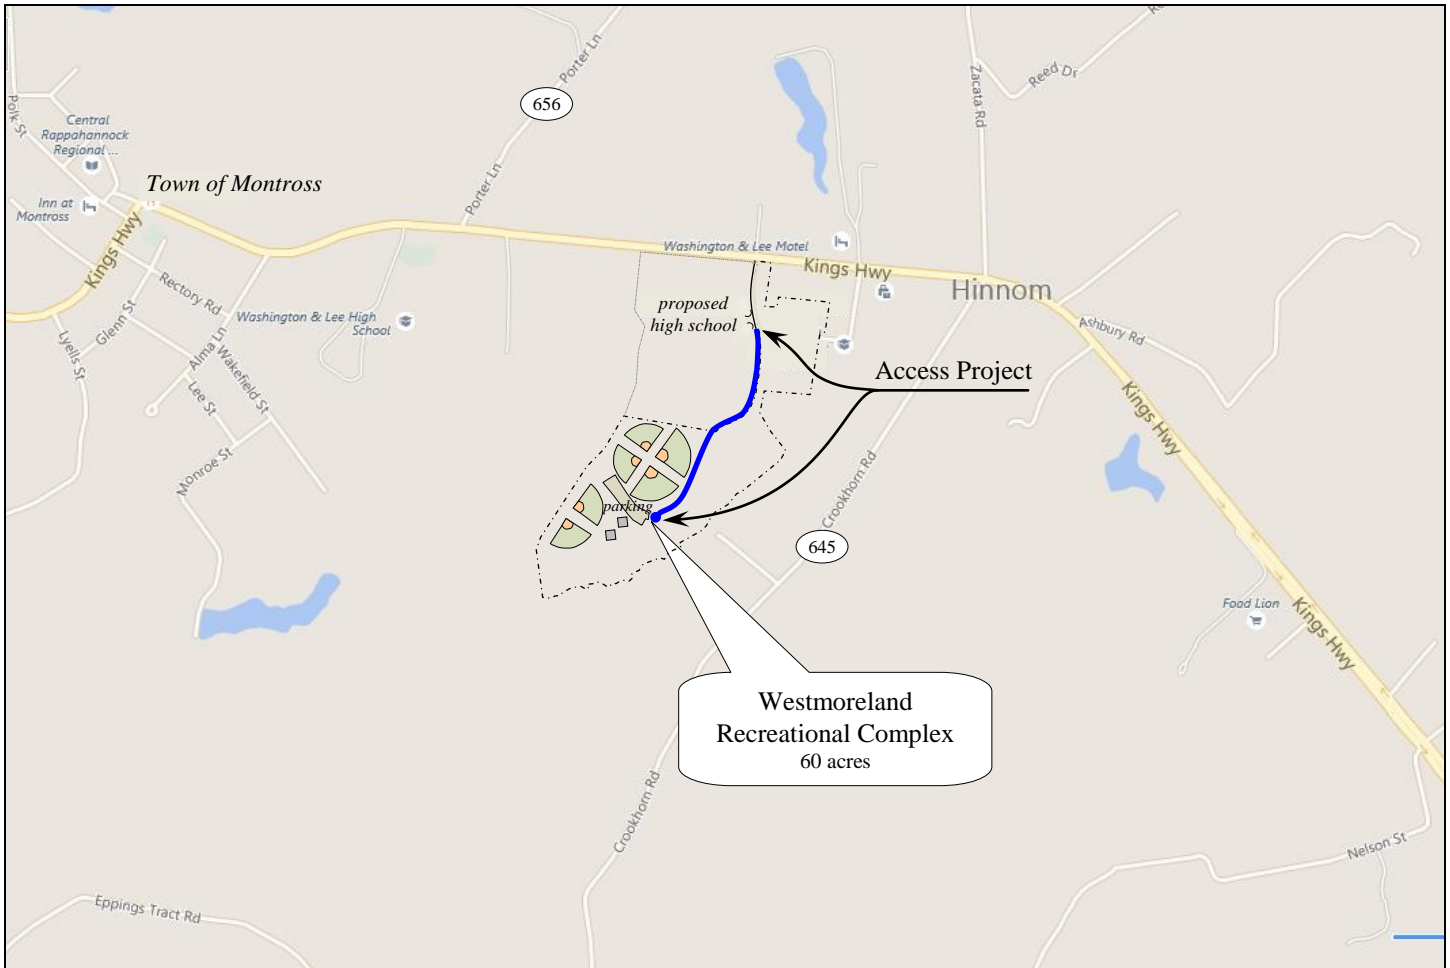 Porter Ln
Re
656
Reed Dr
Zacata Rd
Polk St
Central
Rappahannock
Regional ...
Town of Montross
Inn at
Montross
Porter Ln
Kings Hwy
Washington & Lee Motel
Kings Hwy
Hinnom
Rectory Rd
Glenn St
proposed
high school
Washington & Lee High
School
Lyells St
Alma Ln
Wakefield St
Ashbury Rd
Access Project
Lee St
Kings Hwy
Monroe St
Crookhorn Rd
parking
645
Food Lion
Kings Hwy
Westmoreland
Recreational Complex
60 acres
Crookhorn Rd
Nelson St
Eppings Tract Rd